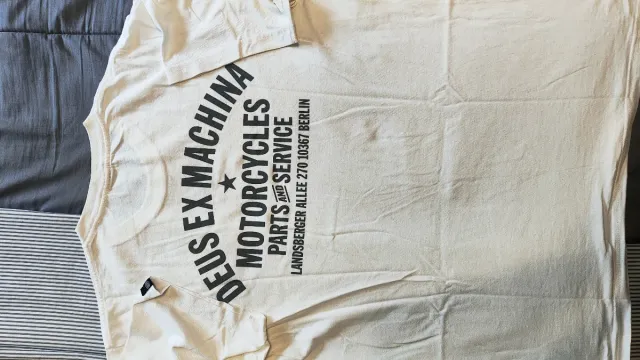 DEUS EX MACHINA
MOTORCYCLES
PARTS AND SERVICE
LANDSBERGER ALLEE 270 10367 BERLIN